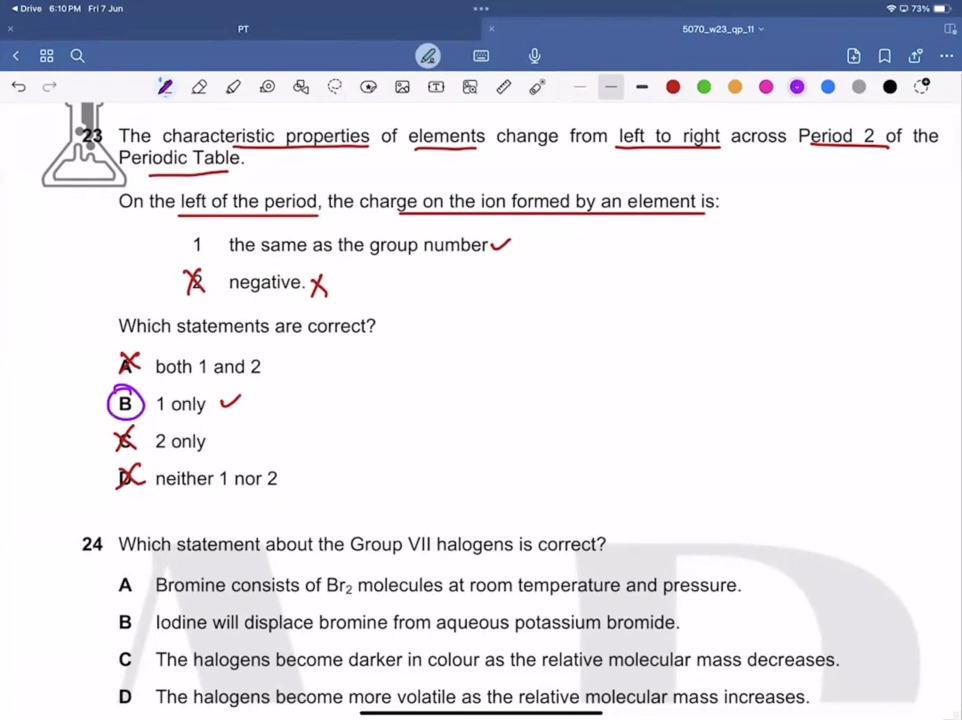 Drive 6:10 PM Fri 7 Jun 73%
PT 5070_w23_qp_11
23 The characteristic properties of elements change from left to right across Period 2 of the
Periodic Table.
On the left of the period, the charge on the ion formed by an element is:
1 the same as the group number
2 negative.
Which statements are correct?
A both 1 and 2
B 1 only
C 2 only
D neither 1 nor 2
24 Which statement about the Group VII halogens is correct?
A Bromine consists of Br₂ molecules at room temperature and pressure.
B Iodine will displace bromine from aqueous potassium bromide.
C The halogens become darker in colour as the relative molecular mass decreases.
D The halogens become more volatile as the relative molecular mass increases.